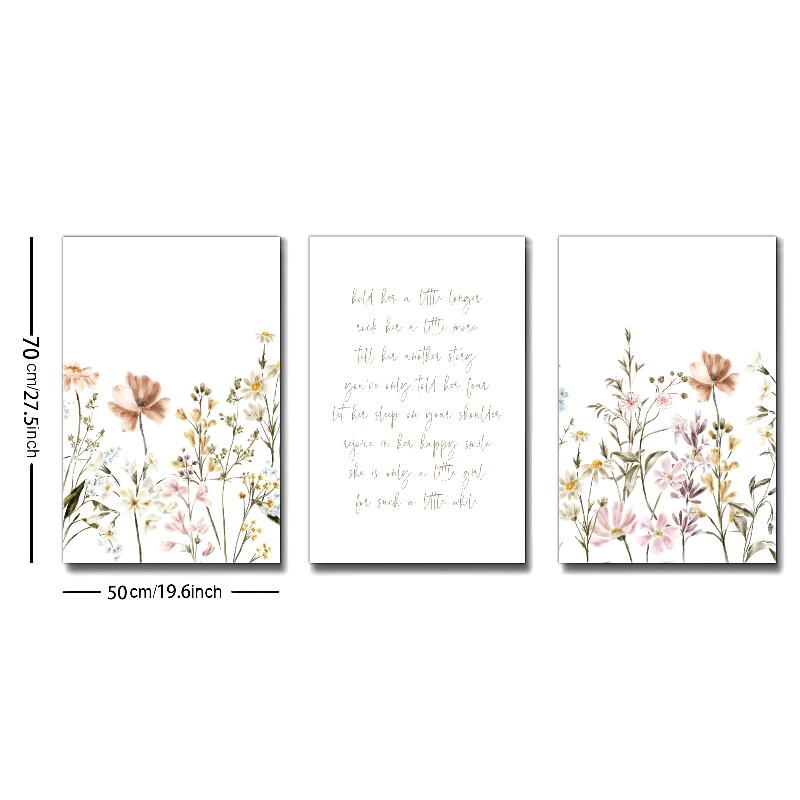 hold her a little longer
rock her a little more
tell her another story
you've only told her four
let her sleep on your shoulder
rejoice in her happy smile
she is only a little girl
for such a little while
70 cm/27.5inch
50cm/19.6inch